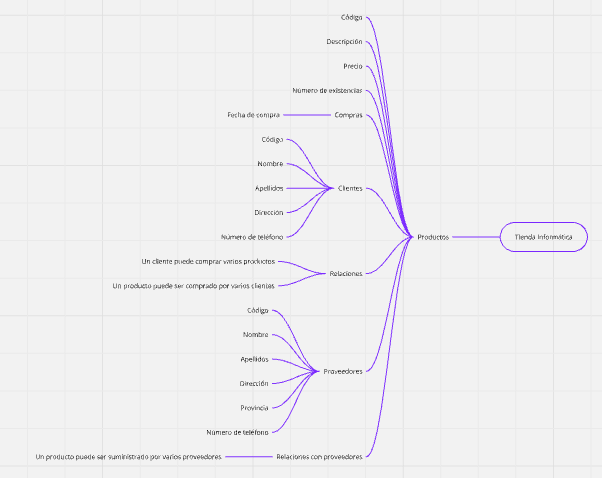 Código
Descripción
Precio
Número de existencias
Fecha de compra
Compras
Código
Nombre
Apellidos
Clientes
Dirección
Número de teléfono
Productos
Tienda Informática
Un cliente puede comprar varios productos
Relaciones
Un producto puede ser comprado por varios clientes
Código
Nombre
Apellidos
Proveedores
Dirección
Provincia
Número de teléfono
Un producto puede ser suministrado por varios proveedores
Relaciones con proveedores